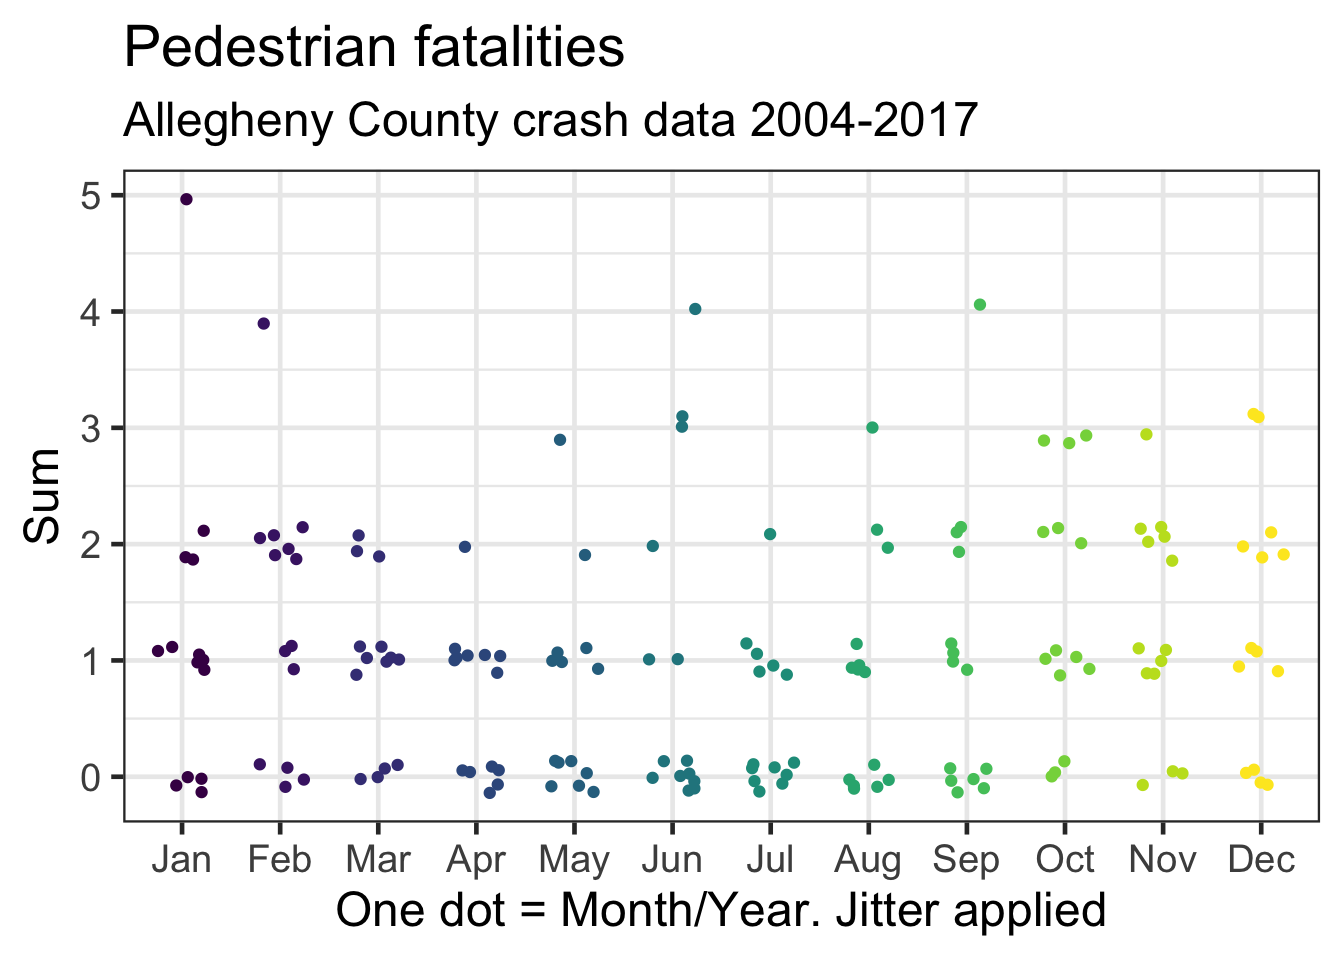 Pedestrian fatalities
Allegheny County crash data 2004-2017
5
4
3
2
1
0
Sum
Jan Feb Mar Apr May Jun Jul Aug Sep Oct Nov Dec
One dot = Month/Year. Jitter applied